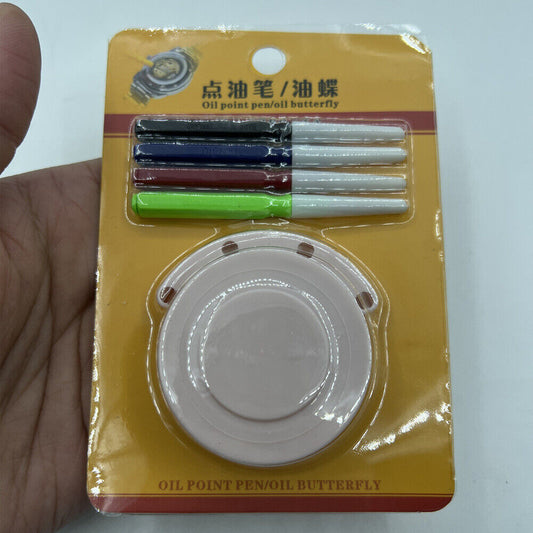 点油笔/油蝶
Oil point pen/oil butterfly
OIL POINT PEN/OIL BUTTERFLY